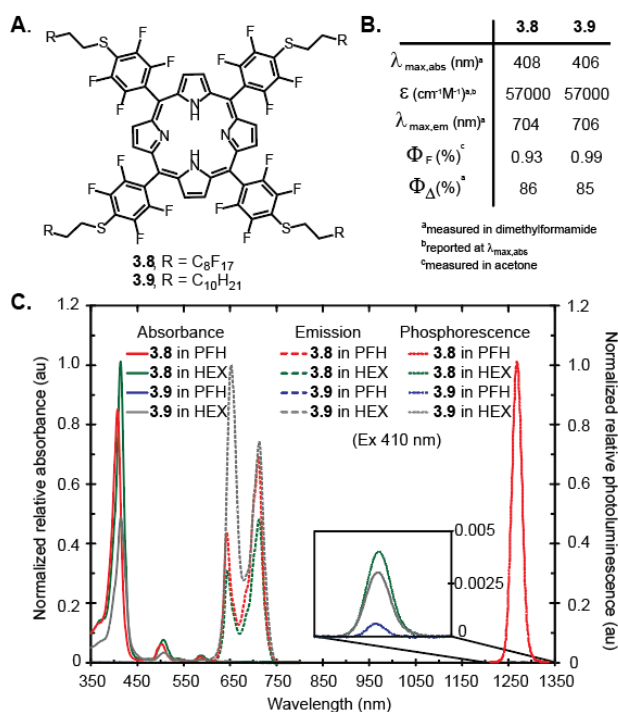 A.
R
S
F
F
F
F
F
F
F
F
S
R
N
H
N
N
H
N
R
S
F
F
F
F
F
F
F
F
S
R
3.8, R = C8F17
3.9, R = C10H21
B.
3.8 3.9
λmax,abs (nm)ᵃ 408 406
ε (cm⁻¹M⁻¹)ᵃ,ᵇ 57000 57000
λmax,em (nm)ᵃ 704 706
ΦF (%)ᶜ 0.93 0.99
ΦΔ(%)ᵃ 86 85
ᵃmeasured in dimethylformamide
ᵇreported at λmax,abs
ᶜmeasured in acetone
C.
Normalized relative absorbance (au)
1.2
1.0
0.8
0.6
0.4
0.2
0
Absorbance
3.8 in PFH
3.8 in HEX
3.9 in PFH
3.9 in HEX
Emission
3.8 in PFH
3.8 in HEX
3.9 in PFH
3.9 in HEX
(Ex 410 nm)
Phosphorescence
3.8 in PFH
3.8 in HEX
3.9 in PFH
3.9 in HEX
0.005
0.0025
0
1.2
1.0
0.8
0.6
0.4
0.2
0
Normalized relative photoluminescence (au)
350 450 550 650 750 850 950 1050 1150 1250 1350
Wavelength (nm)